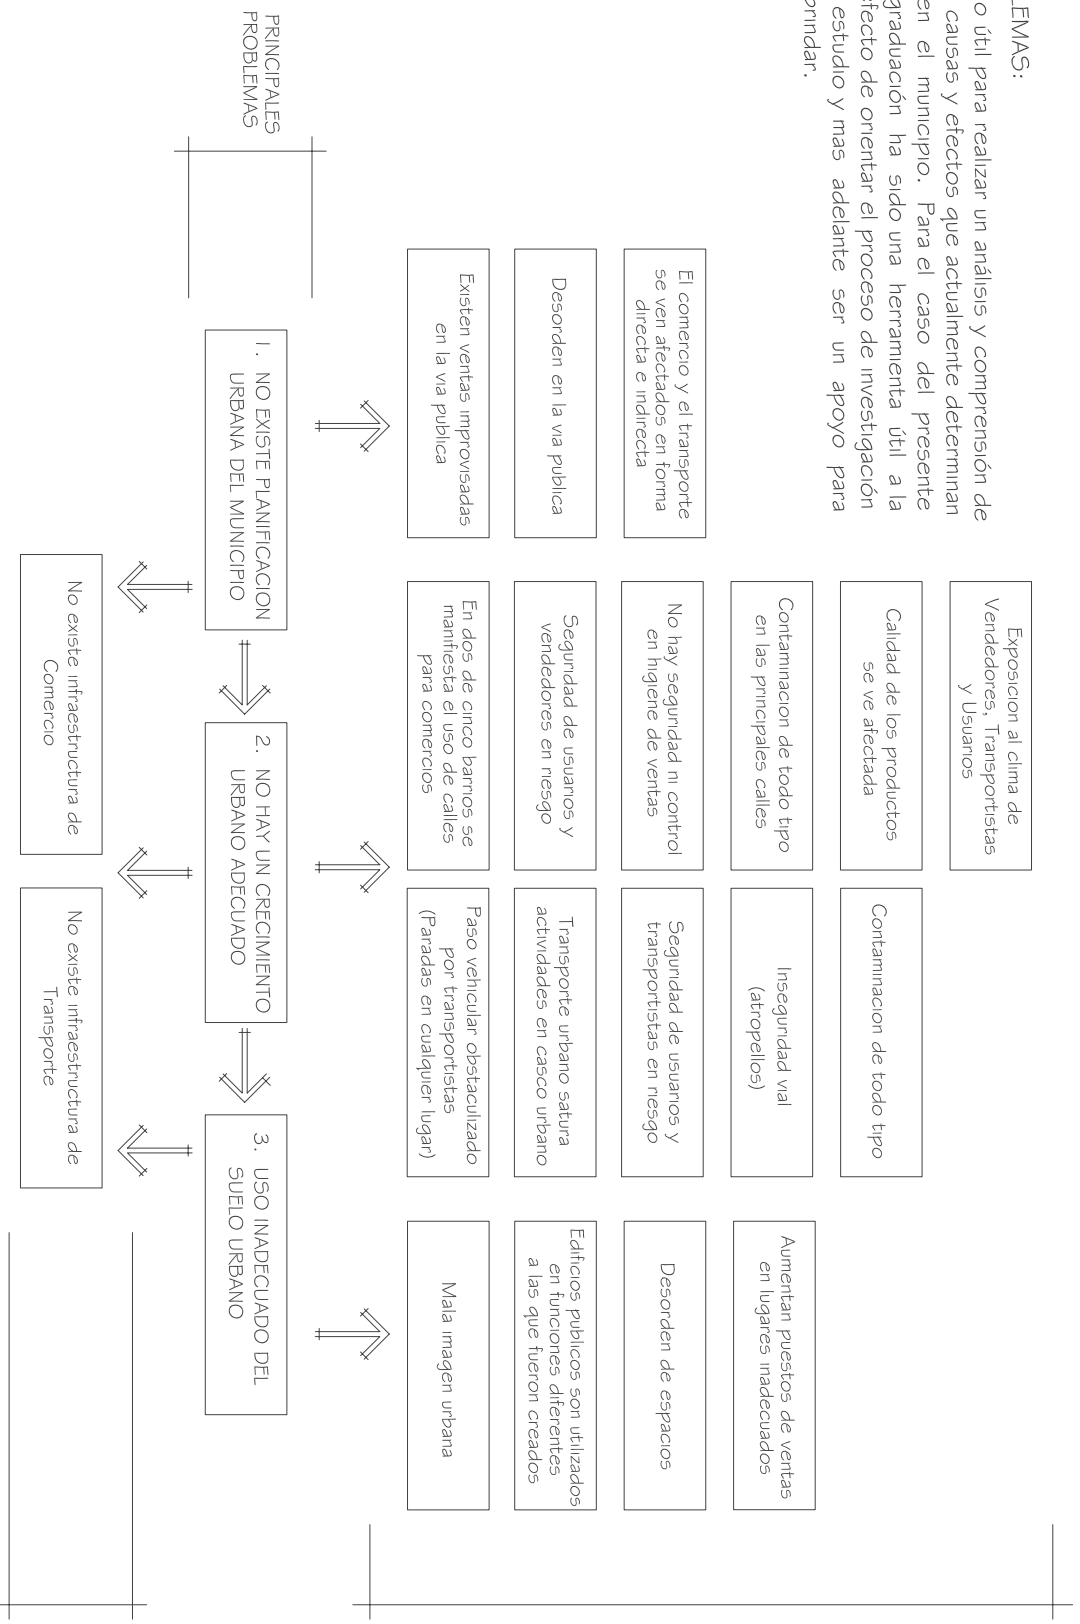 LEMAS:
o útil para realizar un análisis y comprensión de
causas y efectos que actualmente determinan
en el municipio. Para el caso del presente
graduación ha sido una herramienta útil a la
fecto de orientar el proceso de investigación
estudio y mas adelante ser un apoyo para
brindar.
Exposicion al clima de
Vendedores, Transportistas
y Usuarios
Calidad de los productos
se ve afectada
Contaminacion de todo tipo
Contaminacion de todo tipo
en las principales calles
Inseguridad vial
(atropellos)
Aumentan puestos de ventas
en lugares inadecuados
El comercio y el transporte
se ven afectados en forma
directa e indirecta
No hay seguridad ni control
en higiene de ventas
Seguridad de usuarios y
transportistas en riesgo
Desorden de espacios
Desorden en la via publica
Seguridad de usuarios y
vendedores en riesgo
Transporte urbano satura
actividades en casco urbano
Edificios publicos son utilizados
en funciones diferentes
a las que fueron creados
Existen ventas improvisadas
en la via publica
En dos de cinco barrios se
manifiesta el uso de calles
para comercios
Paso vehicular obstaculizado
por transportistas
(Paradas en cualquier lugar)
Mala imagen urbana
PRINCIPALES
PROBLEMAS
1. NO EXISTE PLANIFICACION
URBANA DEL MUNICIPIO
2. NO HAY UN CRECIMIENTO
URBANO ADECUADO
3. USO INADECUADO DEL
SUELO URBANO
No existe infraestructura de
Comercio
No existe infraestructura de
Transporte